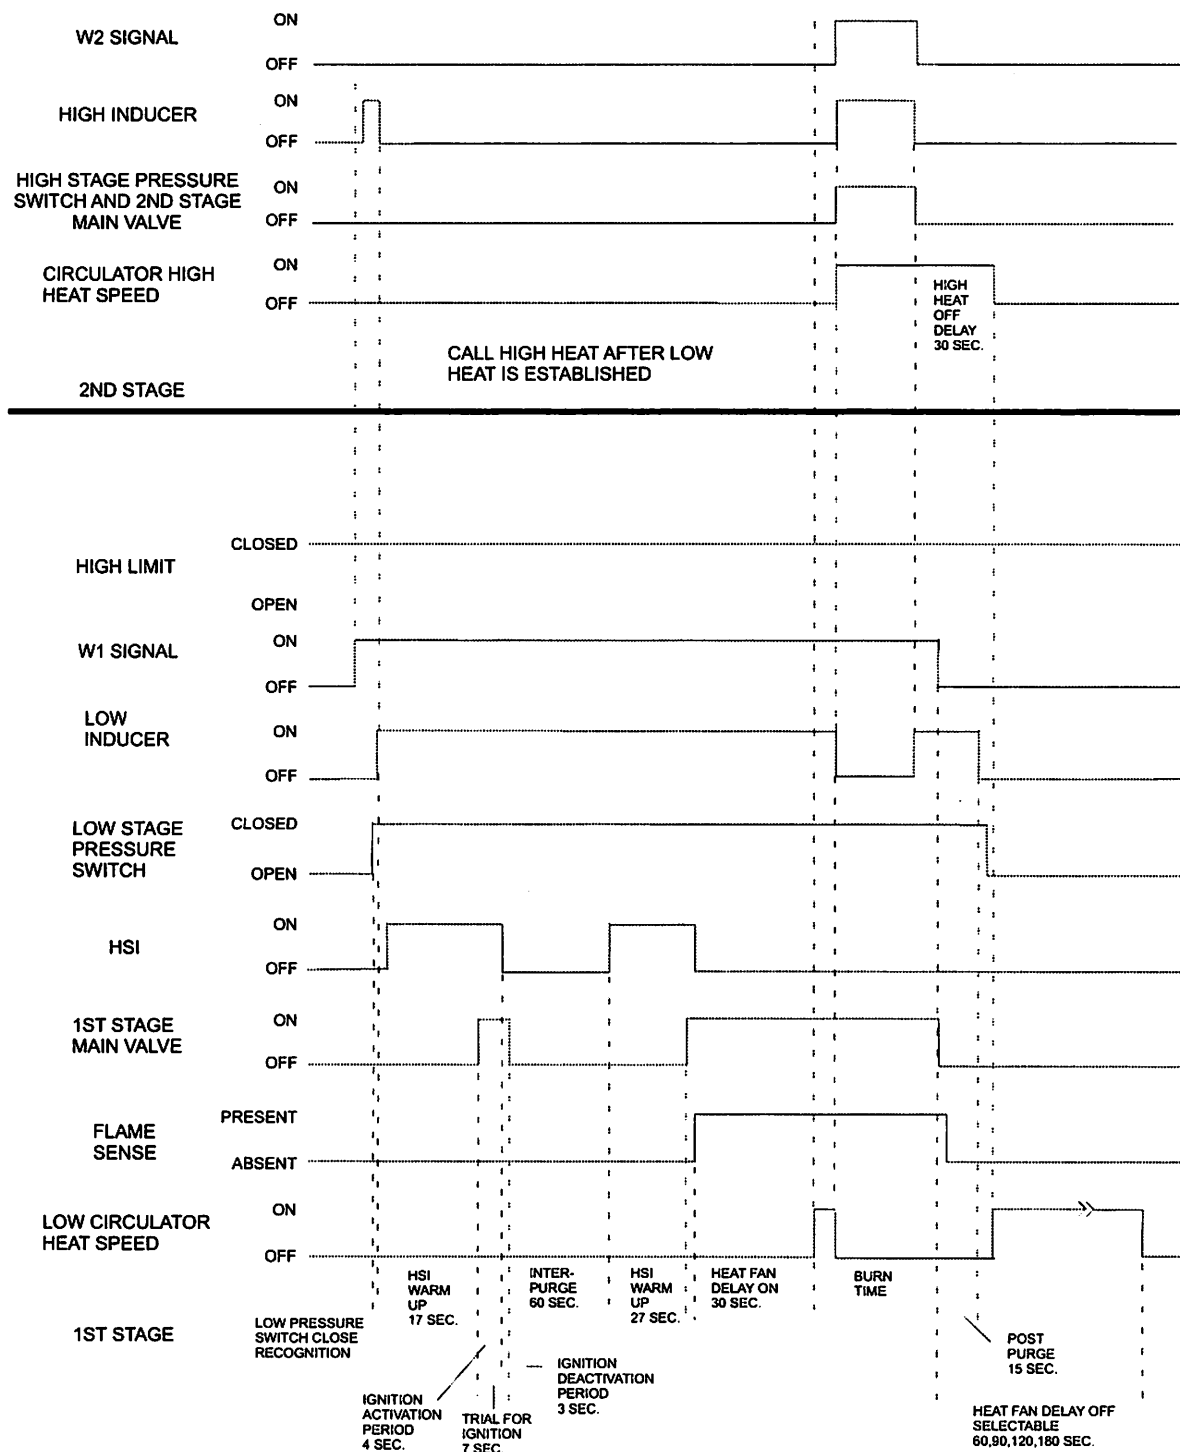 W2 SIGNAL
ON
OFF
HIGH INDUCER
ON
OFF
HIGH STAGE PRESSURE
SWITCH AND 2ND STAGE
MAIN VALVE
ON
OFF
CIRCULATOR HIGH
HEAT SPEED
ON
OFF
HIGH
HEAT
OFF
DELAY
30 SEC.
CALL HIGH HEAT AFTER LOW
HEAT IS ESTABLISHED
2ND STAGE
HIGH LIMIT
CLOSED
OPEN
W1 SIGNAL
ON
OFF
LOW
INDUCER
ON
OFF
LOW STAGE
PRESSURE
SWITCH
CLOSED
OPEN
HSI
ON
OFF
1ST STAGE
MAIN VALVE
ON
OFF
FLAME
SENSE
PRESENT
ABSENT
LOW CIRCULATOR
HEAT SPEED
ON
OFF
HSI
WARM
UP
17 SEC.
INTER-
PURGE
60 SEC.
HSI
WARM
UP
27 SEC.
HEAT FAN
DELAY ON
30 SEC.
BURN
TIME
1ST STAGE
LOW PRESSURE
SWITCH CLOSE
RECOGNITION
IGNITION
ACTIVATION
PERIOD
4 SEC.
TRIAL FOR
IGNITION
7 SEC
IGNITION
DEACTIVATION
PERIOD
3 SEC.
POST
PURGE
15 SEC.
HEAT FAN DELAY OFF
SELECTABLE
60,90,120,180 SEC.